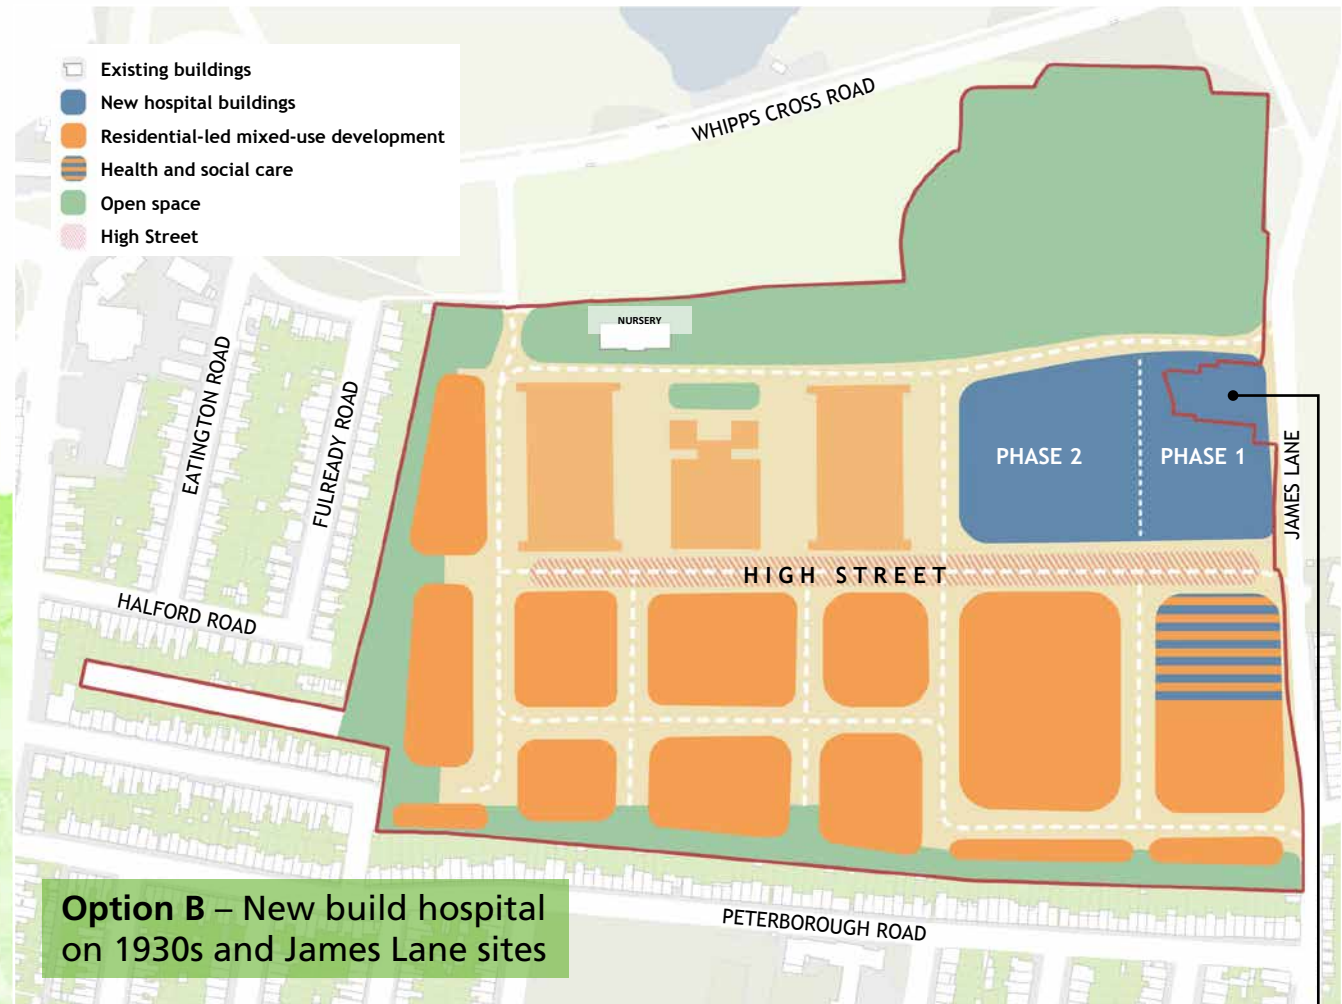 Existing buildings
New hospital buildings
Residential-led mixed-use development
Health and social care
Open space
High Street
WHIPPS CROSS ROAD
NURSERY
EATINGTON ROAD
FULREADY ROAD
PHASE 2
PHASE 1
JAMES LANE
HIGH STREET
HALFORD ROAD
PETERBOROUGH ROAD
Option B – New build hospital
on 1930s and James Lane sites